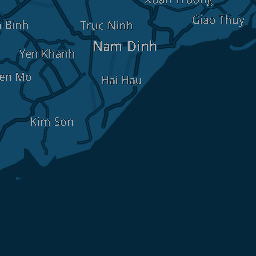 Xuan Truong
Giao Thuy
Truc Ninh
Binh
Nam Dinh
Yen Khanh
en Mo
Hai Hau
Kim Son